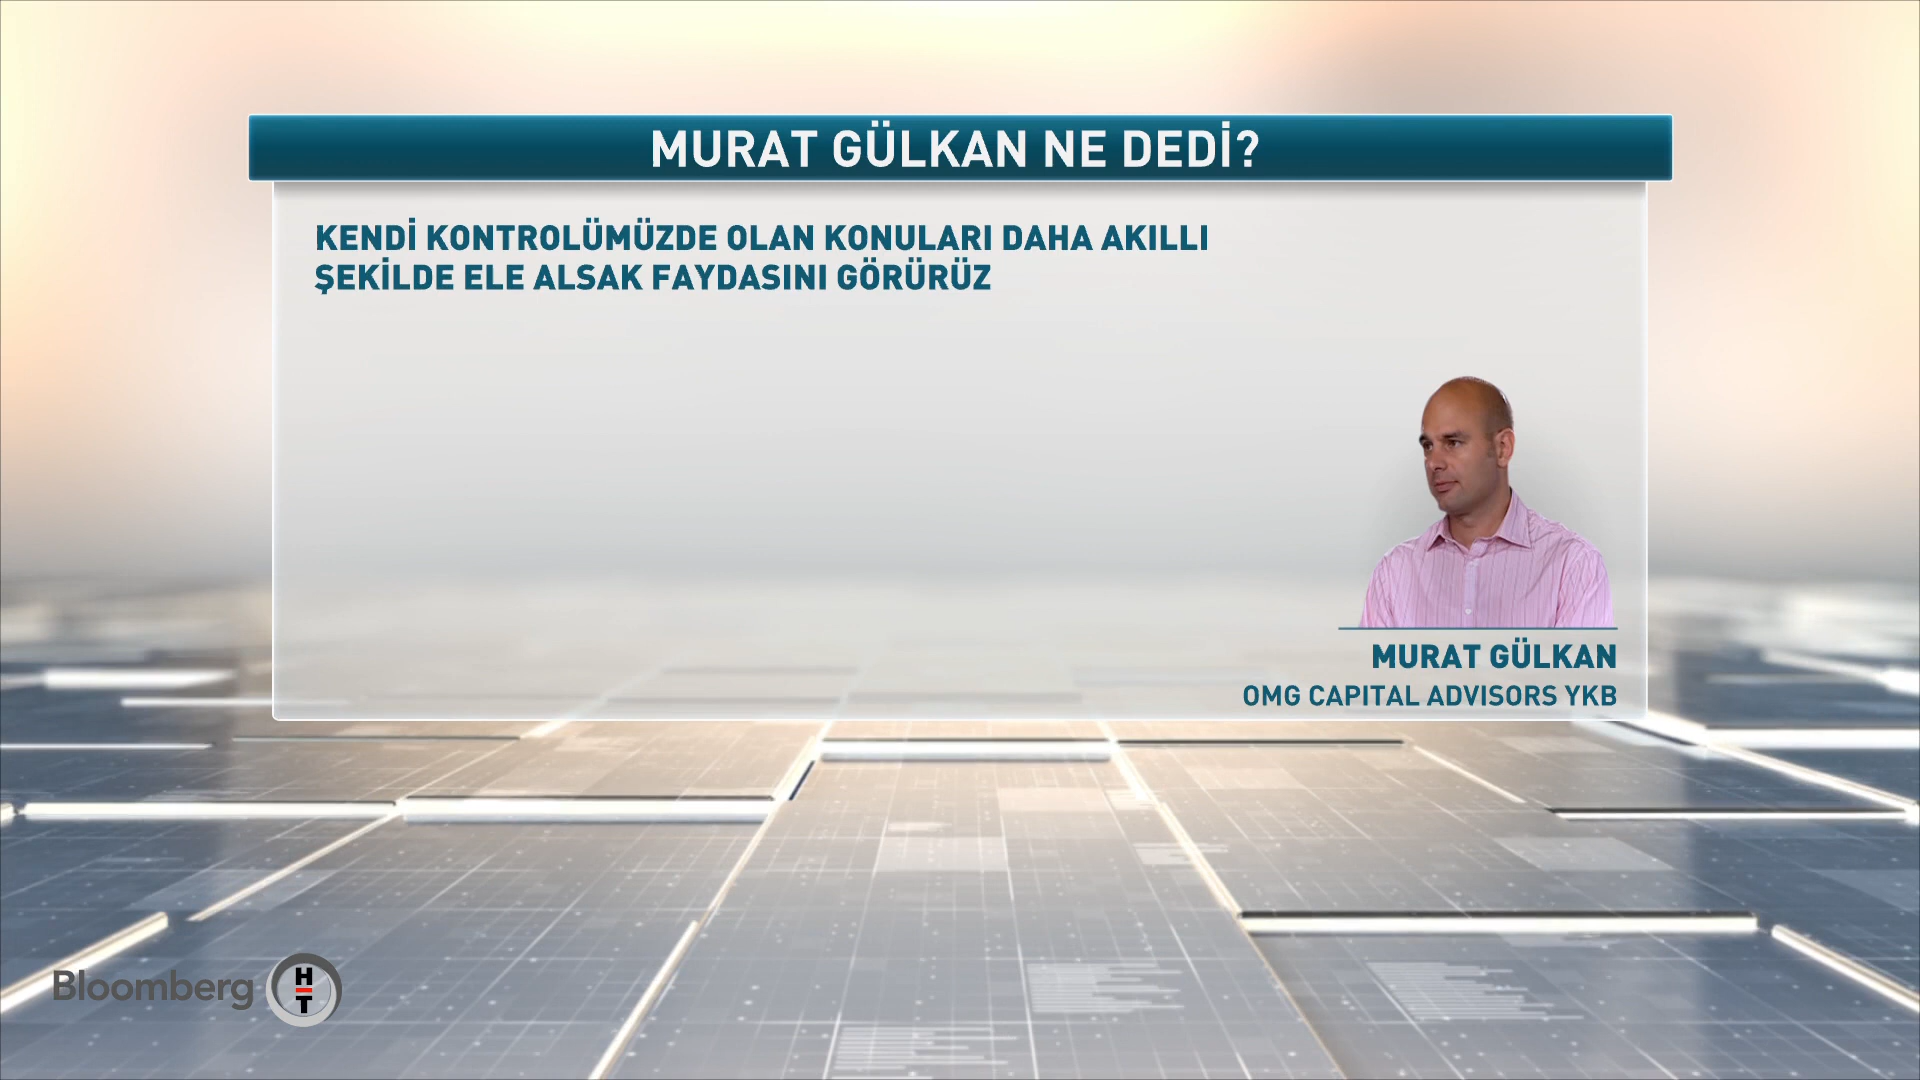 MURAT GÜLKAN NE DEDİ?
KENDİ KONTROLÜMÜZDE OLAN KONULARI DAHA AKILLI
ŞEKİLDE ELE ALSAK FAYDASINI GÖRÜRÜZ
MURAT GÜLKAN
OMG CAPITAL ADVISORS YKB
Bloomberg HT